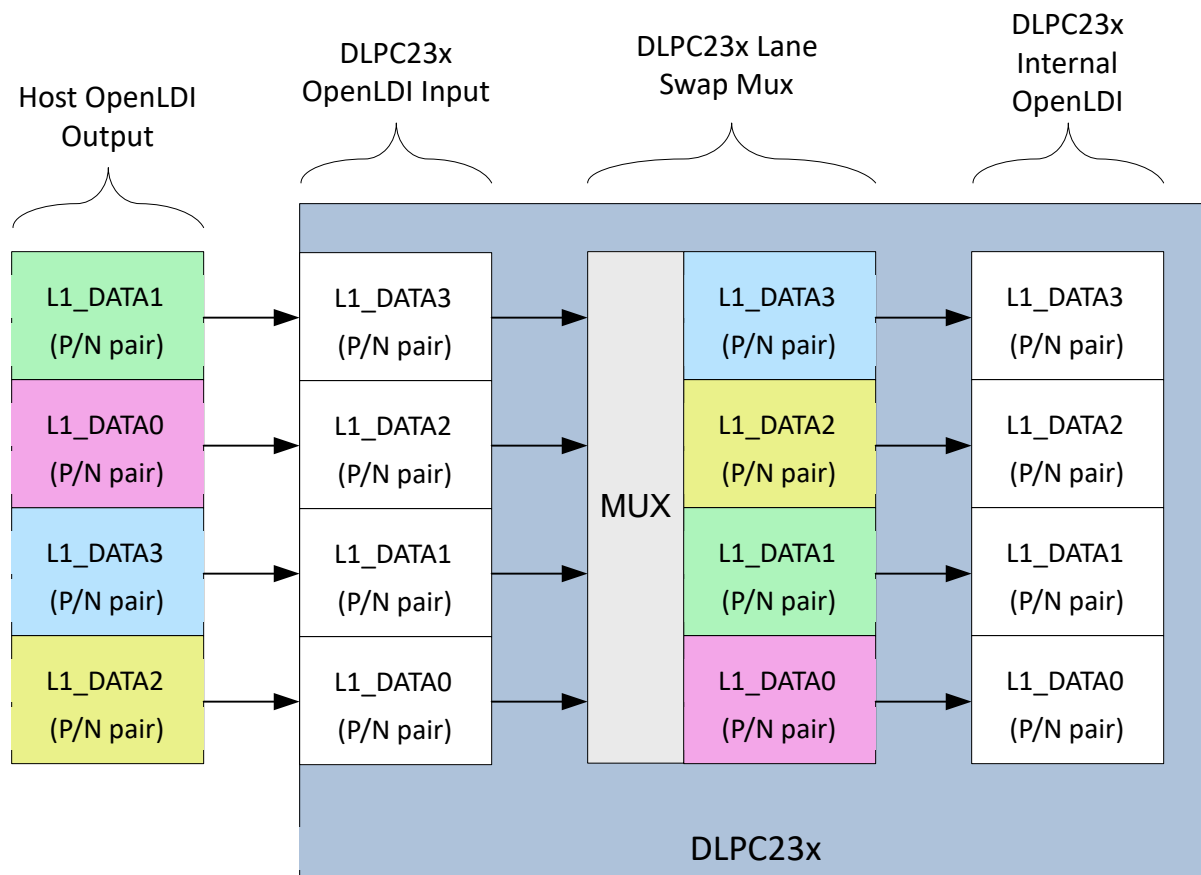 Host OpenLDI
Output
DLPC23x
OpenLDI Input
DLPC23x Lane
Swap Mux
DLPC23x
Internal
OpenLDI
L1_DATA1
(P/N pair)
L1_DATA0
(P/N pair)
L1_DATA3
(P/N pair)
L1_DATA2
(P/N pair)
L1_DATA3
(P/N pair)
L1_DATA2
(P/N pair)
L1_DATA1
(P/N pair)
L1_DATA0
(P/N pair)
MUX
L1_DATA3
(P/N pair)
L1_DATA2
(P/N pair)
L1_DATA1
(P/N pair)
L1_DATA0
(P/N pair)
L1_DATA3
(P/N pair)
L1_DATA2
(P/N pair)
L1_DATA1
(P/N pair)
L1_DATA0
(P/N pair)
DLPC23x